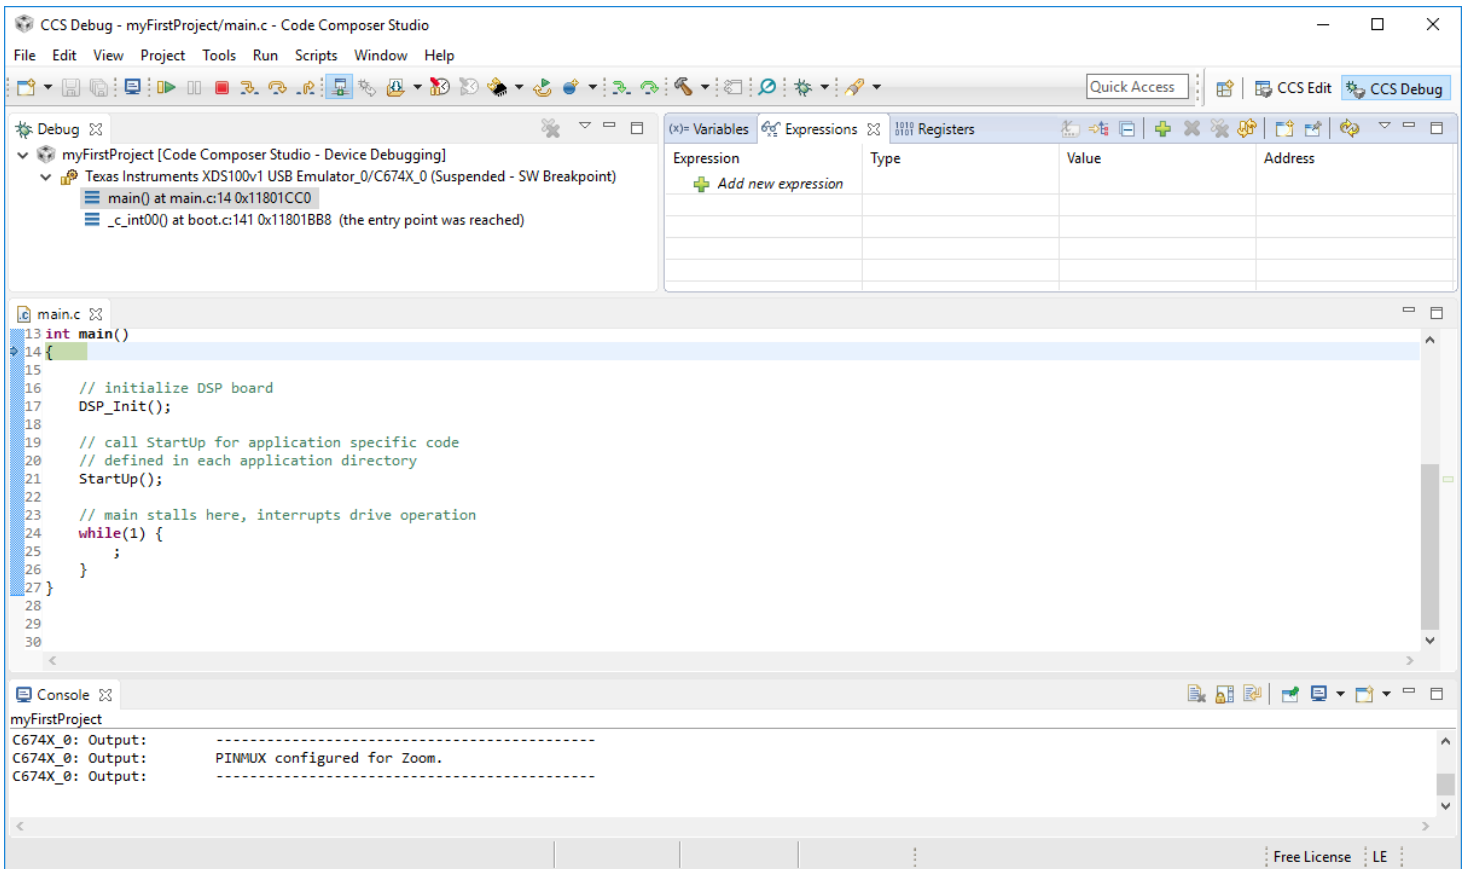 CCS Debug - myFirstProject/main.c - Code Composer Studio
File Edit View Project Tools Run Scripts Window Help
Quick Access CCS Edit CCS Debug
Debug
myFirstProject [Code Composer Studio - Device Debugging]
Texas Instruments XDS100v1 USB Emulator_0/C674X_0 (Suspended - SW Breakpoint)
main() at main.c:14 0x11801CC0
_c_int00() at boot.c:141 0x11801BB8 (the entry point was reached)
(x)= Variables Expressions 1010 0101 Registers
Expression Type Value Address
Add new expression
.c main.c
13 int main()
14 {
15
16 // initialize DSP board
17 DSP_Init();
18
19 // call StartUp for application specific code
20 // defined in each application directory
21 StartUp();
22
23 // main stalls here, interrupts drive operation
24 while(1) {
25 ;
26 }
27 }
28
29
30
Console
myFirstProject
C674X_0: Output: ---------------------------------------------
C674X_0: Output: PINMUX configured for Zoom.
C674X_0: Output: ---------------------------------------------
Free License LE